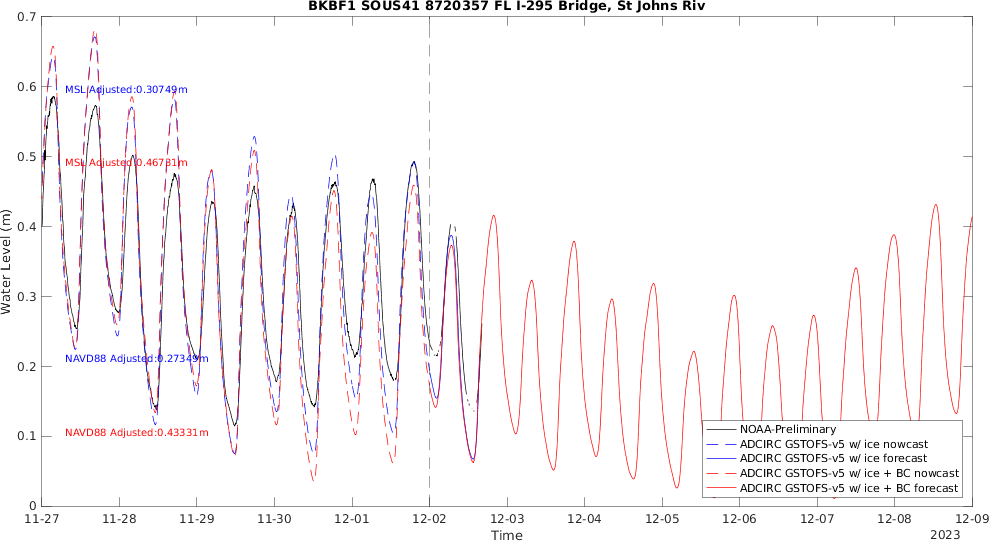 BKBF1 SOUS41 8720357 FL I-295 Bridge, St Johns Riv
0.7
0.6
0.5
0.4
0.3
0.2
0.1
0
Water Level (m)
MSL Adjusted:0.30749m
MSL Adjusted:0.46731m
NAVD88 Adjusted:0.27349m
NAVD88 Adjusted:0.43331m
NOAA-Preliminary
ADCIRC GSTOFS-v5 w/ ice nowcast
ADCIRC GSTOFS-v5 w/ ice forecast
ADCIRC GSTOFS-v5 w/ ice + BC nowcast
ADCIRC GSTOFS-v5 w/ ice + BC forecast
11-27 11-28 11-29 11-30 12-01 12-02 12-03 12-04 12-05 12-06 12-07 12-08 12-09
Time
2023